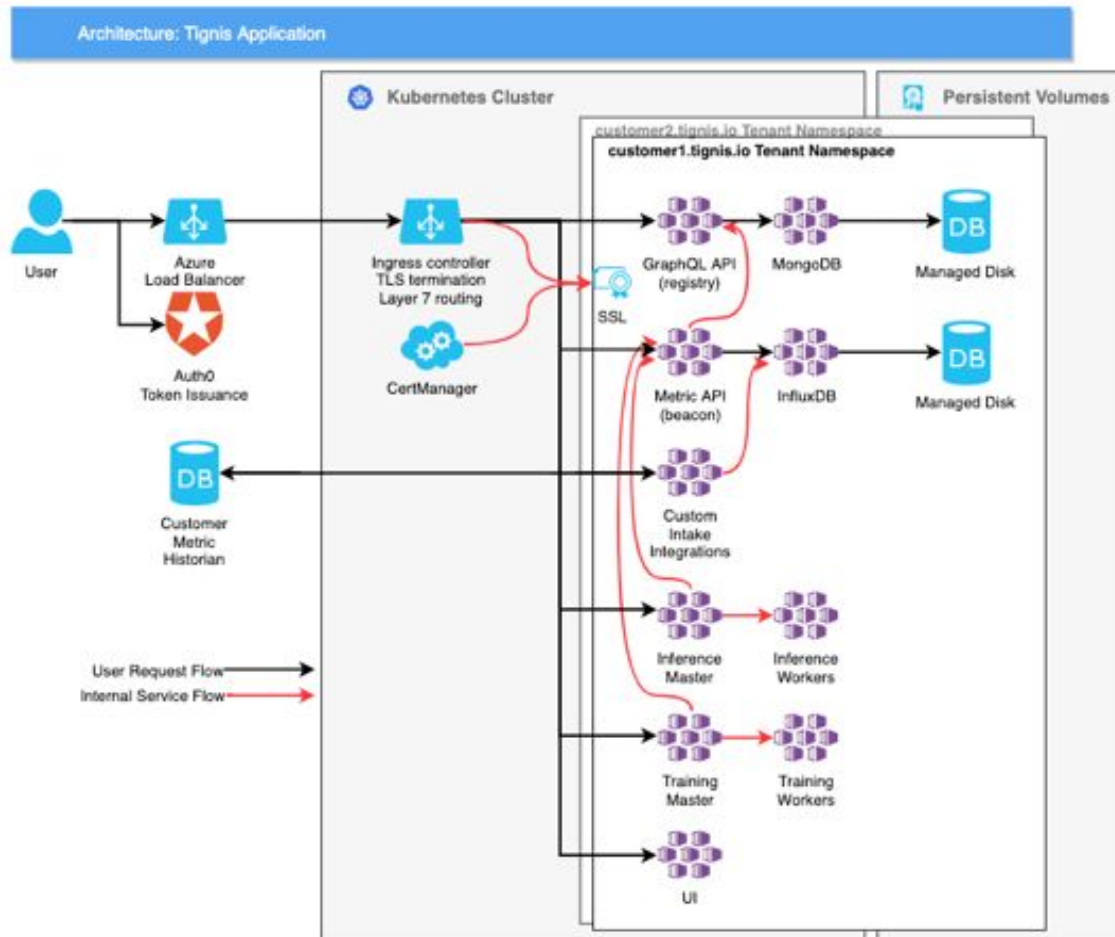 Architecture: Tignis Application
Kubernetes Cluster
Persistent Volumes
customer2.tignis.io Tenant Namespace
customer1.tignis.io Tenant Namespace
User
Azure
Load Balancer
Ingress controller
TLS termination
Layer 7 routing
GraphQL API
(registry)
MongoDB
DB
Managed Disk
SSL
Auth0
Token Issuance
CertManager
Metric API
(beacon)
InfluxDB
DB
Managed Disk
DB
Customer
Metric
Historian
Custom
Intake
Integrations
Inference
Master
Inference
Workers
User Request Flow
Internal Service Flow
Training
Master
Training
Workers
UI